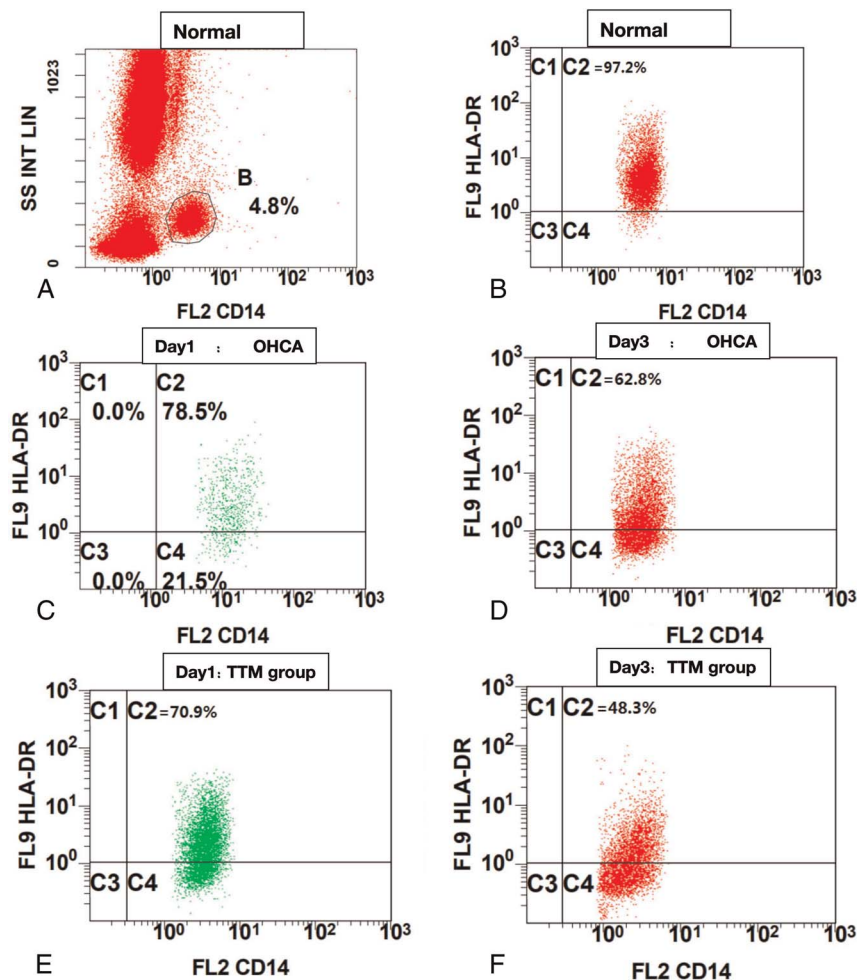 Normal
1023
SS INT LIN
0
B
4.8%
10⁰ 10¹ 10² 10³
FL2 CD14
A
Normal
10³
10²
10¹
10⁰
FL9 HLA-DR
C1 C2 =97.2%
C3 C4
10⁰ 10¹ 10² 10³
FL2 CD14
B
Day1 : OHCA
10³
10²
10¹
10⁰
FL9 HLA-DR
C1 C2
0.0% 78.5%
C3 C4
0.0% 21.5%
10⁰ 10¹ 10² 10³
FL2 CD14
C
Day3 : OHCA
10³
10²
10¹
10⁰
FL9 HLA-DR
C1 C2 =62.8%
C3 C4
10⁰ 10¹ 10² 10³
FL2 CD14
D
Day1: TTM group
10³
10²
10¹
10⁰
FL9 HLA-DR
C1 C2 =70.9%
C3 C4
10⁰ 10¹ 10² 10³
FL2 CD14
E
Day3: TTM group
10³
10²
10¹
10⁰
FL9 HLA-DR
C1 C2 =48.3%
C3 C4
10⁰ 10¹ 10² 10³
FL2 CD14
F